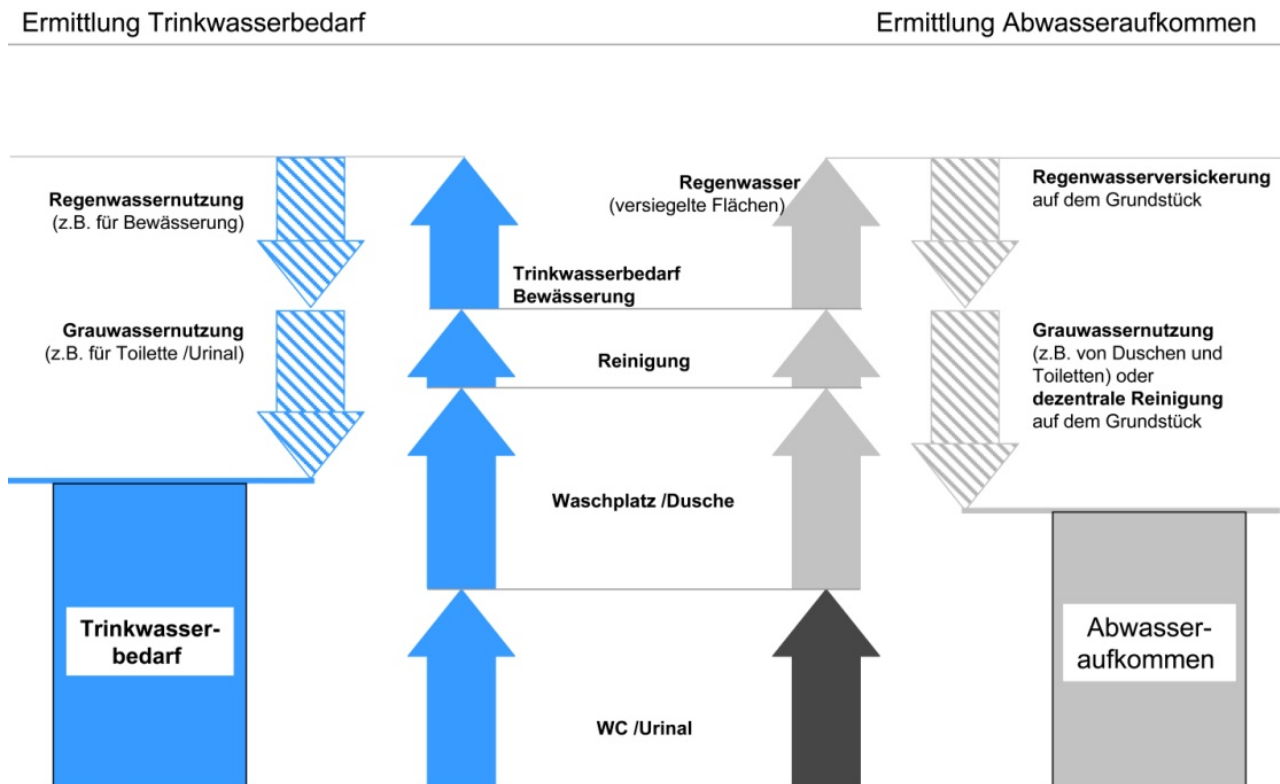 Ermittlung Trinkwasserbedarf
Ermittlung Abwasseraufkommen
Regenwassernutzung
(z.B. für Bewässerung)
Grauwassernutzung
(z.B. für Toilette /Urinal)
Trinkwasser-
bedarf
Trinkwasserbedarf
Bewässerung
Regenwasser
(versiegelte Flächen)
Reinigung
Waschplatz /Dusche
WC /Urinal
Regenwasserversickerung
auf dem Grundstück
Grauwassernutzung
(z.B. von Duschen und
Toiletten) oder
dezentrale Reinigung
auf dem Grundstück
Abwasser-
aufkommen